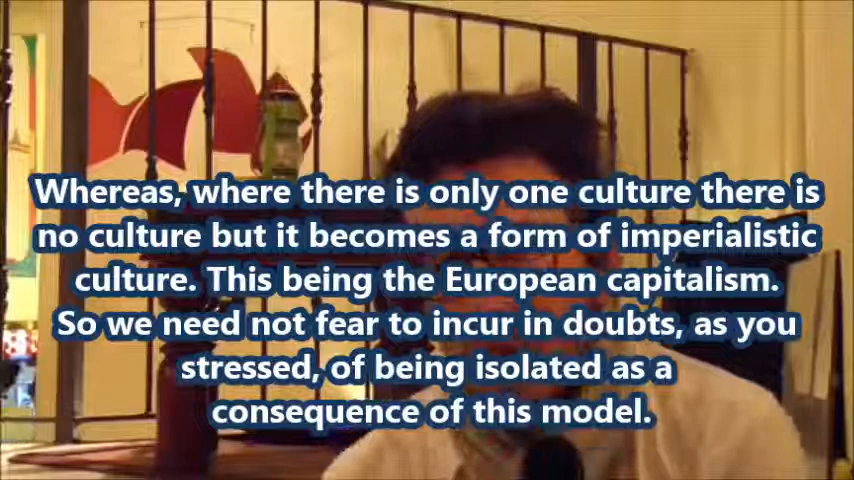 Whereas, where there is only one culture there is
no culture but it becomes a form of imperialistic
culture. This being the European capitalism.
So we need not fear to incur in doubts, as you
stressed, of being isolated as a
consequence of this model.